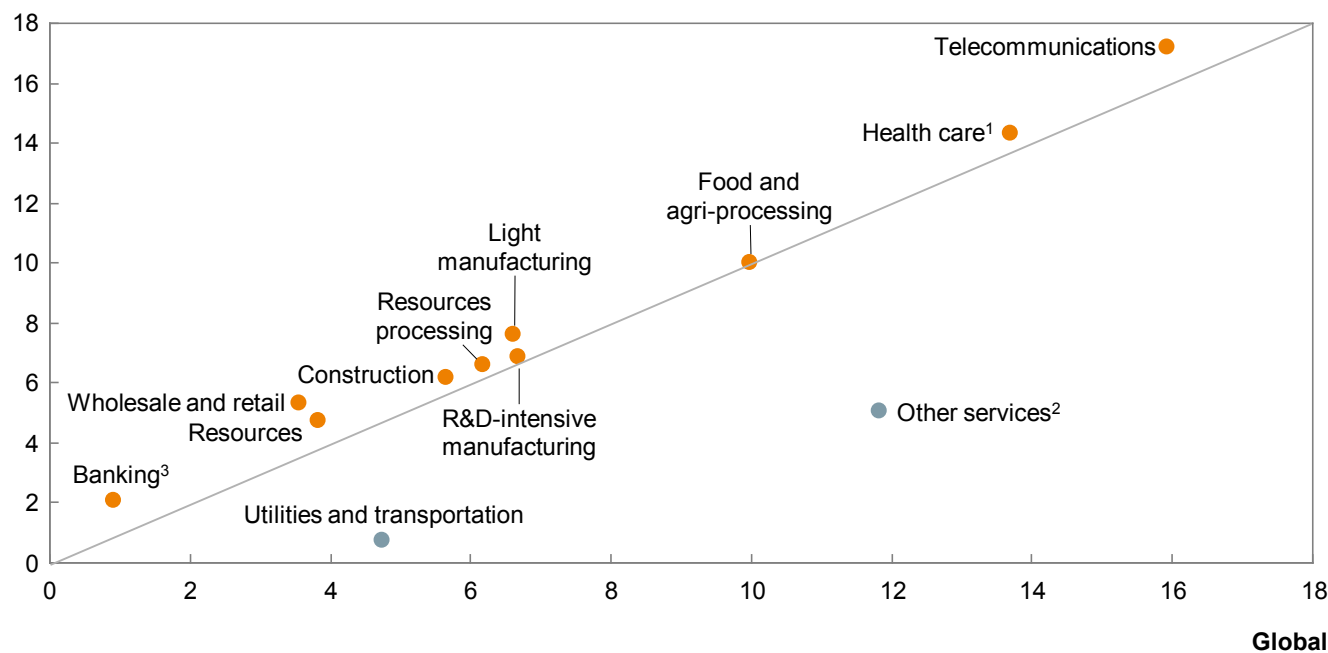 18
16
14
12
10
8
6
4
2
0
Telecommunications
Health care¹
Food and
agri-processing
Light
manufacturing
Resources
processing
Construction
Wholesale and retail
Resources
R&D-intensive
manufacturing
Other services²
Banking³
Utilities and transportation
0 2 4 6 8 10 12 14 16 18
Global